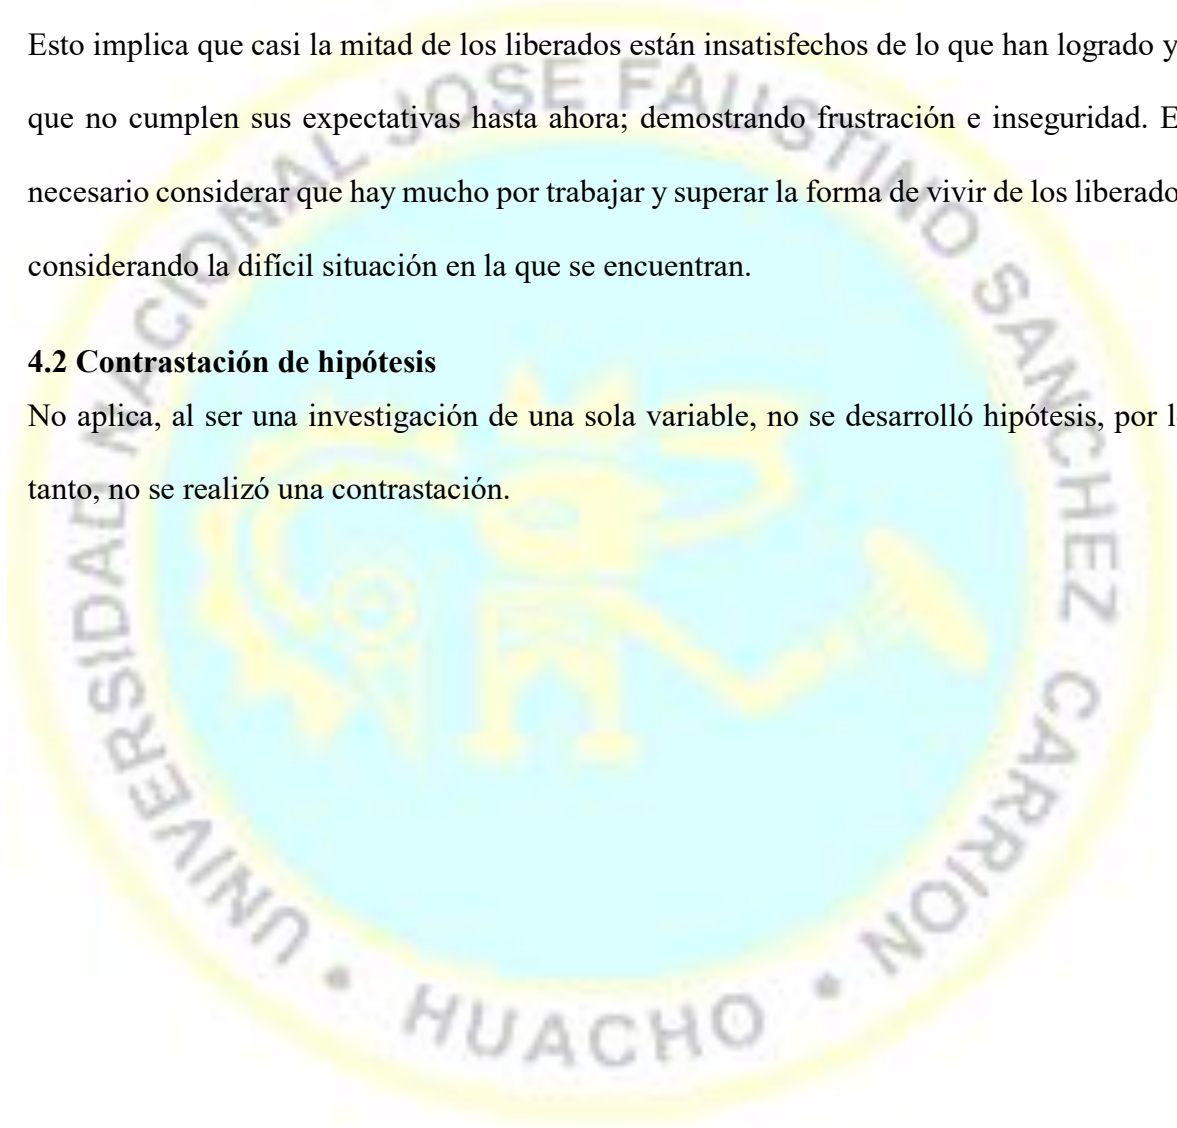 Esto implica que casi la mitad de los liberados están insatisfechos de lo que han logrado y
que no cumplen sus expectativas hasta ahora; demostrando frustración e inseguridad. E
necesario considerar que hay mucho por trabajar y superar la forma de vivir de los liberado
considerando la difícil situación en la que se encuentran.
4.2 Contrastación de hipótesis
No aplica, al ser una investigación de una sola variable, no se desarrolló hipótesis, por l
tanto, no se realizó una contrastación.
UNIVERSIDAD NACIONAL JOSE FAUSTINO SANCHEZ CARRION • HUACHO •